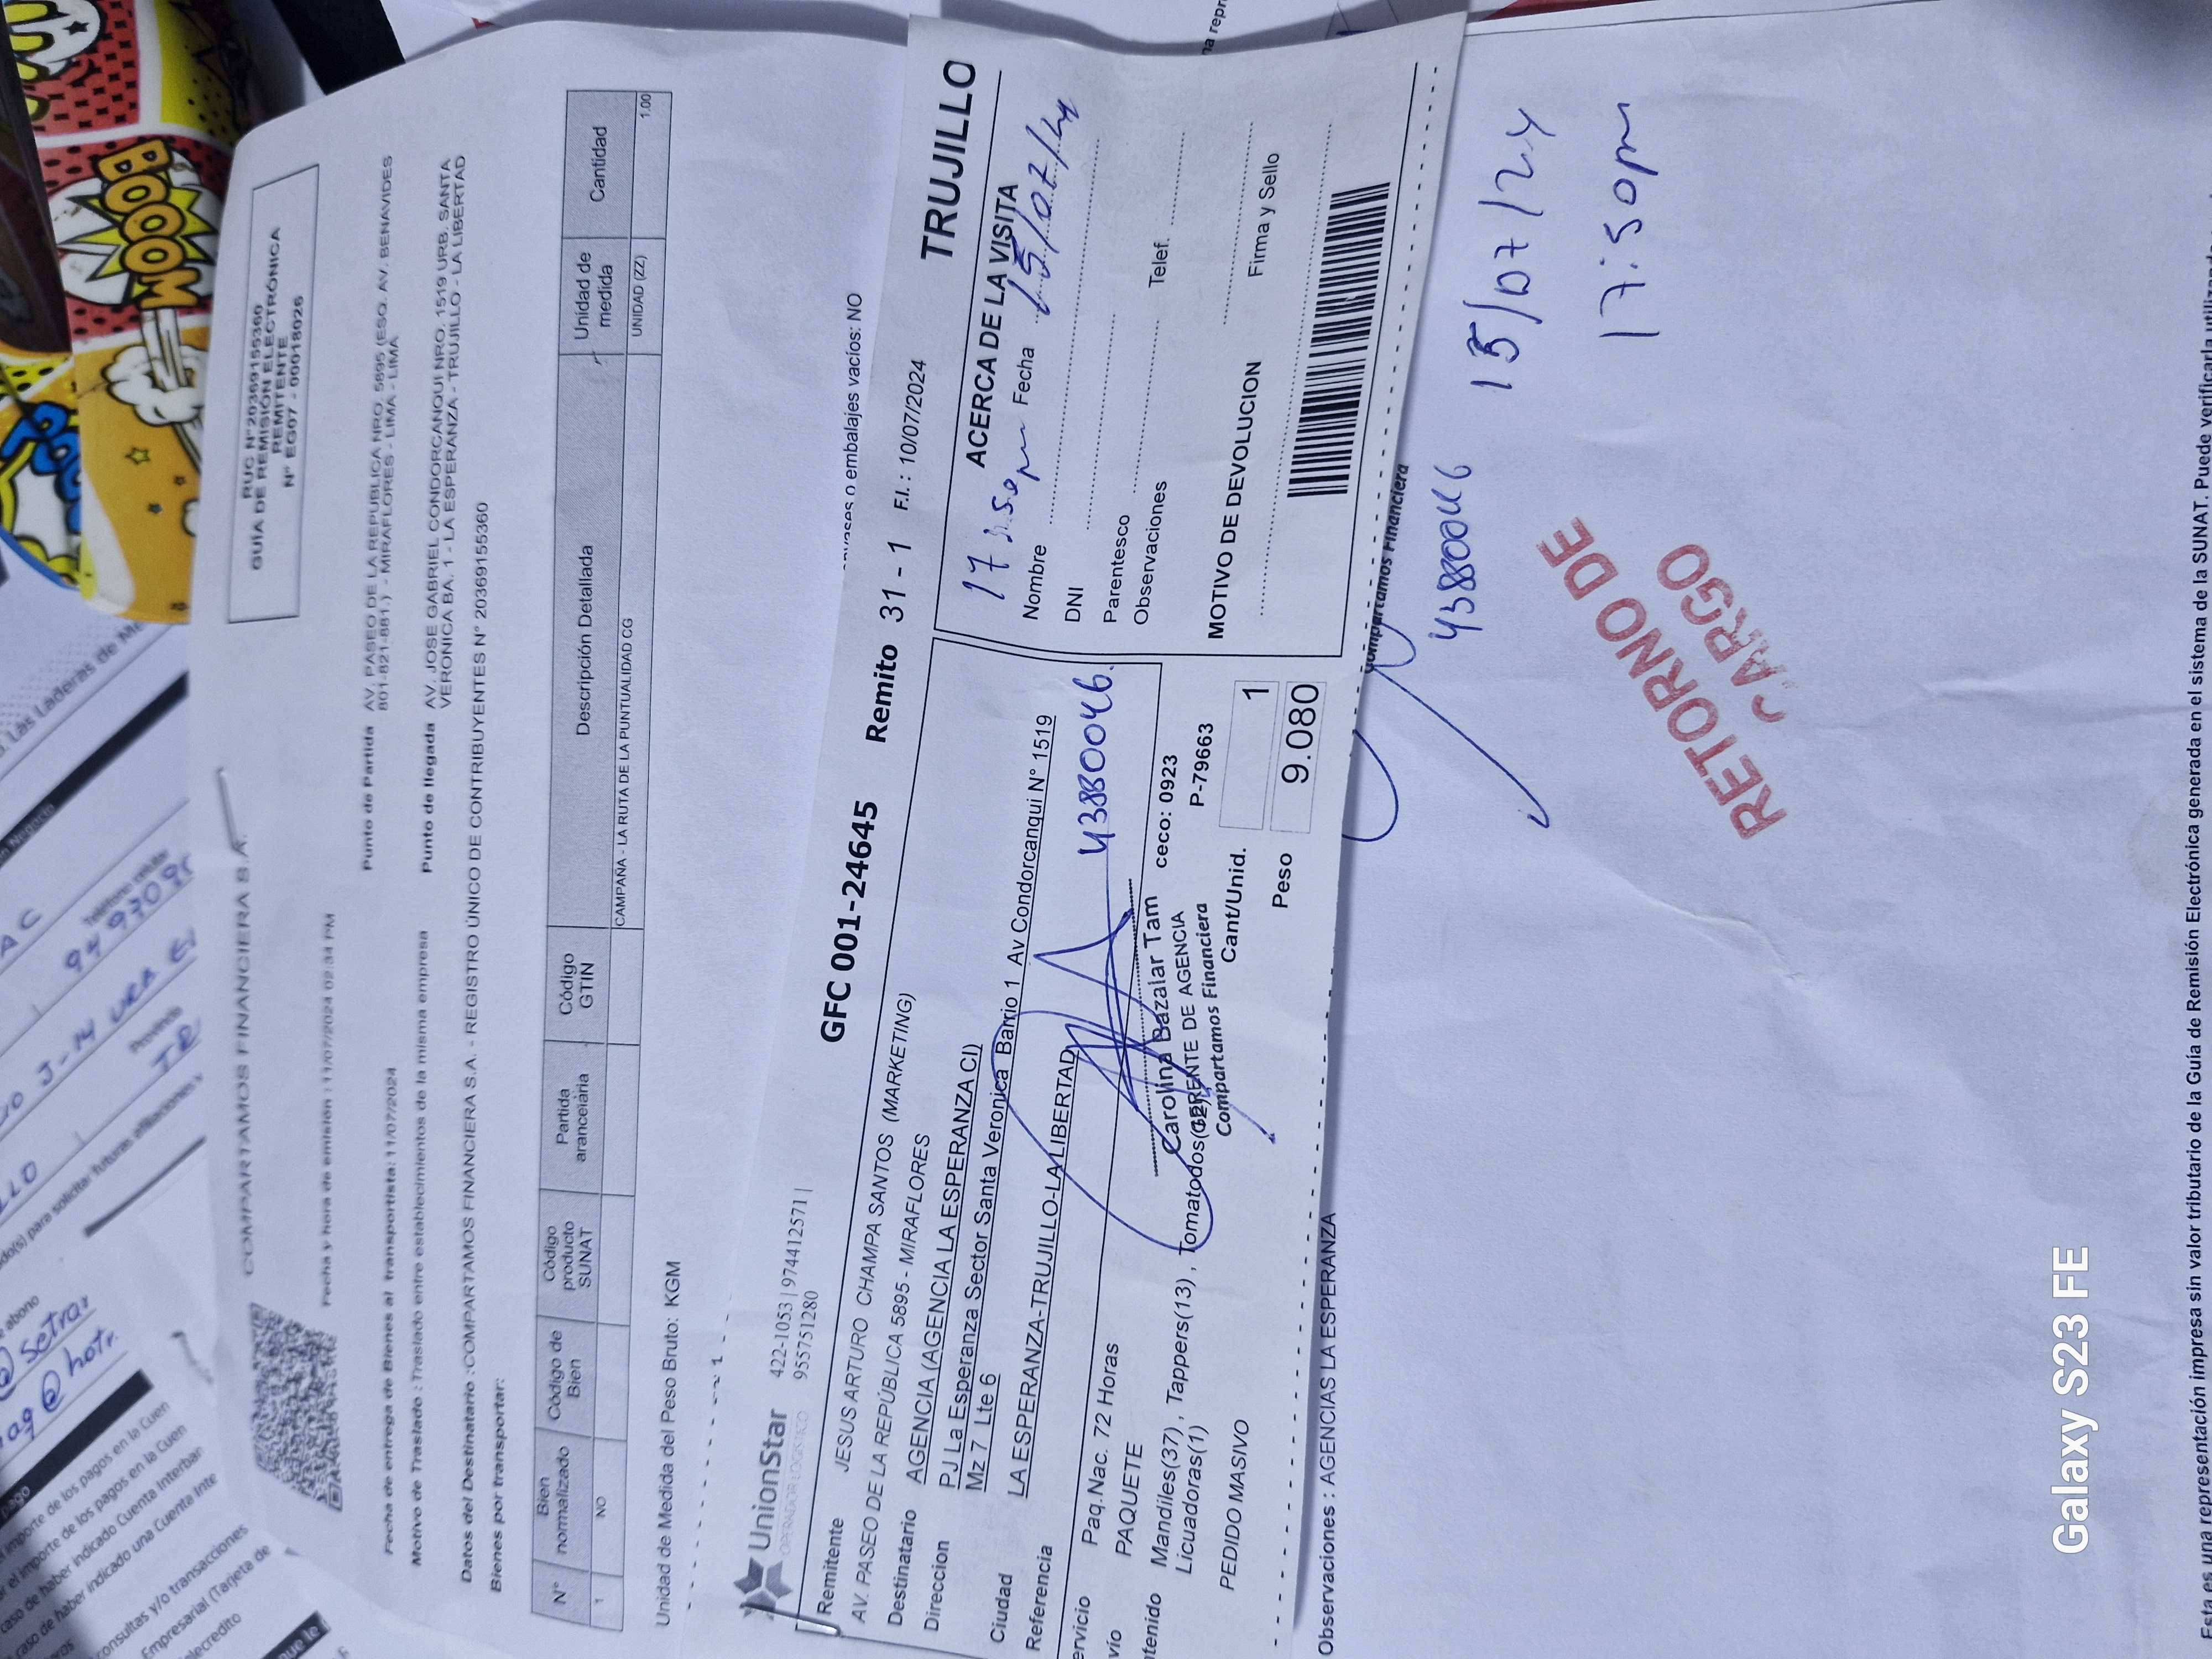 BOOOM
COMPARTAMOS FINANCIERA S.A.
RUC N°20369155360
GUÍA DE REMISIÓN ELECTRÓNICA
REMITENTE
N° EG07 - 00018026
Fecha y hora de emisión : 11/07/2024 02:34 PM
Punto de Partida AV. PASEO DE LA REPUBLICA NRO. 5895 (ESQ. AV. BENAVIDES
801-821-881.) - MIRAFLORES - LIMA - LIMA
Fecha de entrega de Bienes al transportista: 11/07/2024
Punto de llegada AV. JOSE GABRIEL CONDORCANQUI NRO. 1519 URB. SANTA
VERONICA BA. 1 - LA ESPERANZA - TRUJILLO - LA LIBERTAD
Motivo de Traslado : Traslado entre establecimientos de la misma empresa
Datos del Destinatario : COMPARTAMOS FINANCIERA S.A. - REGISTRO ÚNICO DE CONTRIBUYENTES N° 20369155360
Bienes por transportar:
N° Bien normalizado Código de Bien Código producto SUNAT Partida arancelaria Código GTIN Descripción Detallada Unidad de medida Cantidad
1 NO CAMPAÑA - LA RUTA DE LA PUNTUALIDAD CG UNIDAD (ZZ) 1.00
Unidad de Medida del Peso Bruto: KGM
o embalajes vacíos: NO
UnionStar
OPERADOR LOGISTICO
422-1053 | 974412571 |
955751280
GFC 001-24645 Remito 31 - 1 F.I. : 10/07/2024 TRUJILLO
Remitente JESUS ARTURO CHAMPA SANTOS (MARKETING)
AV. PASEO DE LA REPÚBLICA 5895 - MIRAFLORES
Destinatario AGENCIA (AGENCIA LA ESPERANZA CI)
Direccion PJ La Esperanza Sector Santa Veronica Barrio 1 Av Condorcanqui N° 1519
Mz 7 Lte 6
Ciudad LA ESPERANZA-TRUJILLO-LA LIBERTAD
Referencia
43880046
ervicio Paq.Nac. 72 Horas
vío PAQUETE
tenido Mandiles(37) , Tappers(13) , Tomatodos(12),
Licuadoras(1)
PEDIDO MASIVO
Carolina Bazalar Tam
GERENTE DE AGENCIA
Compartamos Financiera
ceco: 0923
P-79663
Cant/Unid. 1
Peso 9.080
ACERCA DE LA VISITA
17:50pm Fecha 15/07/24
Nombre
DNI
Parentesco
Observaciones Telef.
MOTIVO DE DEVOLUCION
Firma y Sello
Observaciones : AGENCIAS LA ESPERANZA
Compartamos Financiera
43880046 15/07/24
17:50pm
RETORNO DE
CARGO
Esta es una representación impresa sin valor tributario de la Guía de Remisión Electrónica generada en el sistema de la SUNAT. Puede verificarla utilizando
Galaxy S23 FE